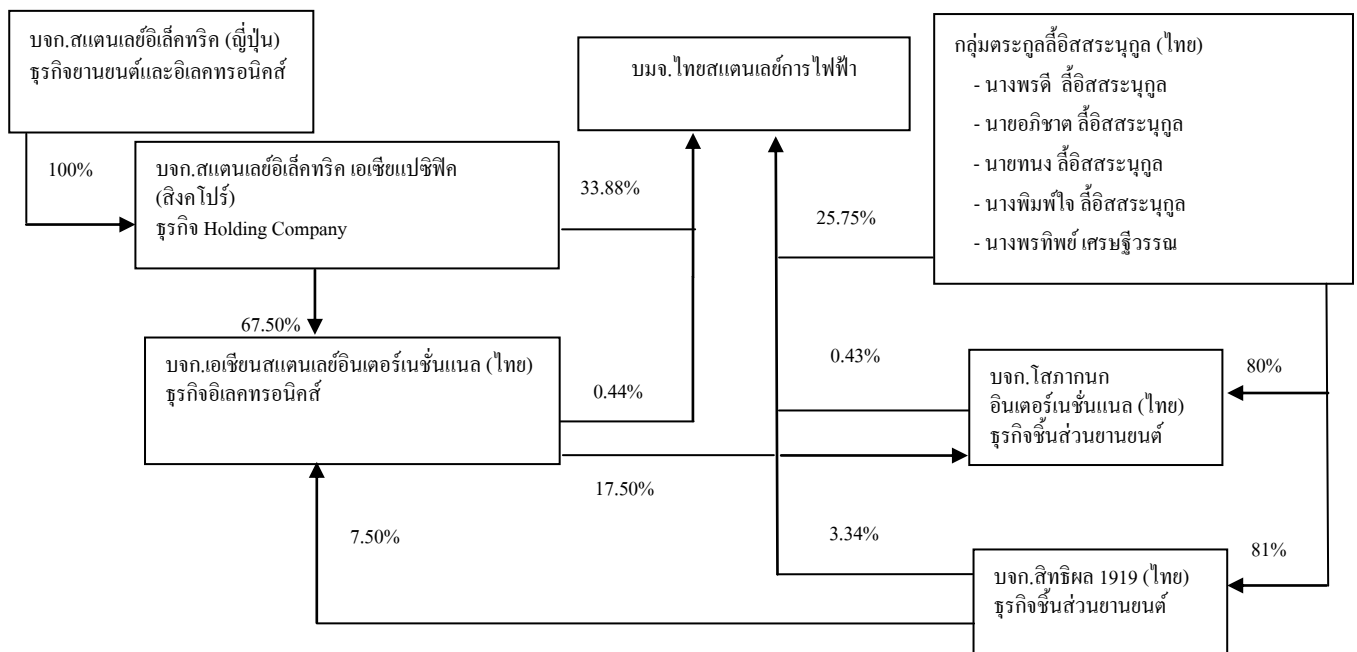 บจก.สแตนเลย์อิเล็คทริค (ญี่ปุ่น)
ธุรกิจยานยนต์และอิเลคทรอนิคส์
บมจ.ไทยสแตนเลย์การไฟฟ้า
กลุ่มตระกูลลี้อิสสระนุกูล (ไทย)
- นางพรดี ลี้อิสสระนุกูล
- นายอภิชาต ลี้อิสสระนุกูล
- นายทนง ลี้อิสสระนุกูล
- นางพิมพ์ใจ ลี้อิสสระนุกูล
- นางพรทิพย์ เศรษฐีวรรณ
100%
บจก.สแตนเลย์อิเล็คทริค เอเซียแปซิฟิค
(สิงคโปร์)
ธุรกิจ Holding Company
33.88%
25.75%
67.50%
บจก.เอเชียนสแตนเลย์อินเตอร์เนชั่นแนล (ไทย)
ธุรกิจอิเลคทรอนิคส์
0.44%
0.43%
บจก.โสภากนก
อินเตอร์เนชั่นแนล (ไทย)
ธุรกิจชิ้นส่วนยานยนต์
80%
17.50%
7.50%
3.34%
บจก.สิทธิผล 1919 (ไทย)
ธุรกิจชิ้นส่วนยานยนต์
81%